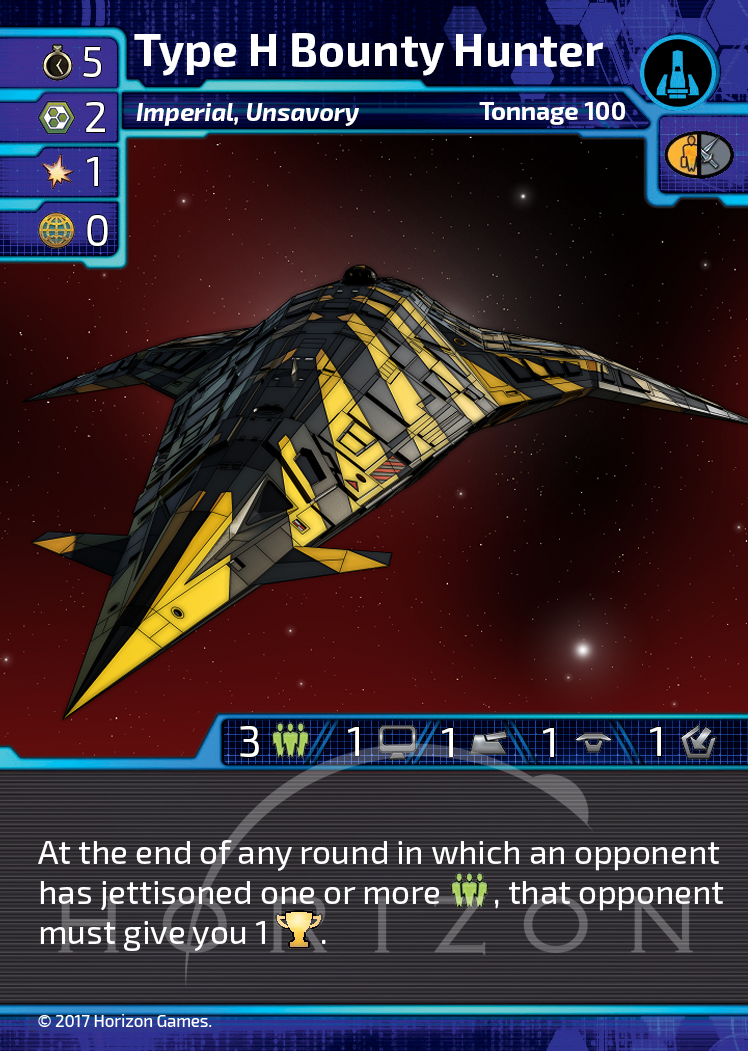 Type H Bounty Hunter
5
Imperial, Unsavory Tonnage 100
2
1
0
3 1 1 1 1
At the end of any round in which an opponent
has jettisoned one or more , that opponent
must give you 1 .
HORIZON
© 2017 Horizon Games.